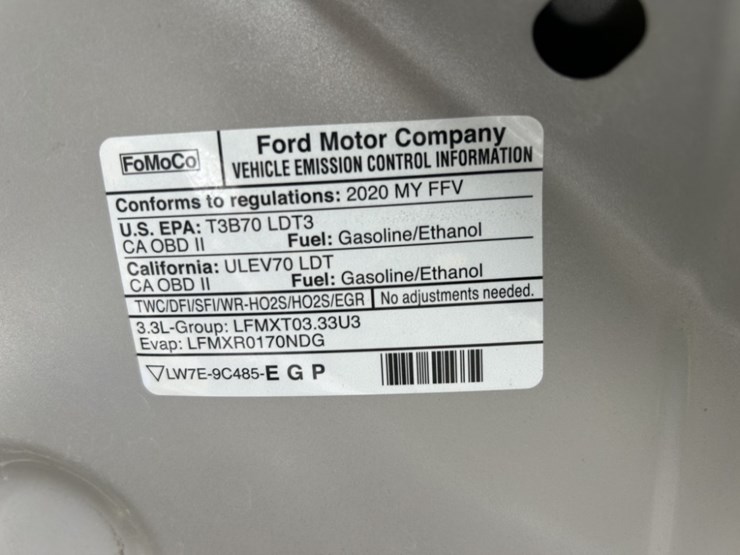 FoMoCo
Ford Motor Company
VEHICLE EMISSION CONTROL INFORMATION
Conforms to regulations: 2020 MY FFV
U.S. EPA: T3B70 LDT3
CA OBD II Fuel: Gasoline/Ethanol
California: ULEV70 LDT
CA OBD II Fuel: Gasoline/Ethanol
TWC/DFI/SFI/WR-HO2S/HO2S/EGR No adjustments needed.
3.3L-Group: LFMXT03.33U3
Evap: LFMXR0170NDG
▽LW7E-9C485-E G P